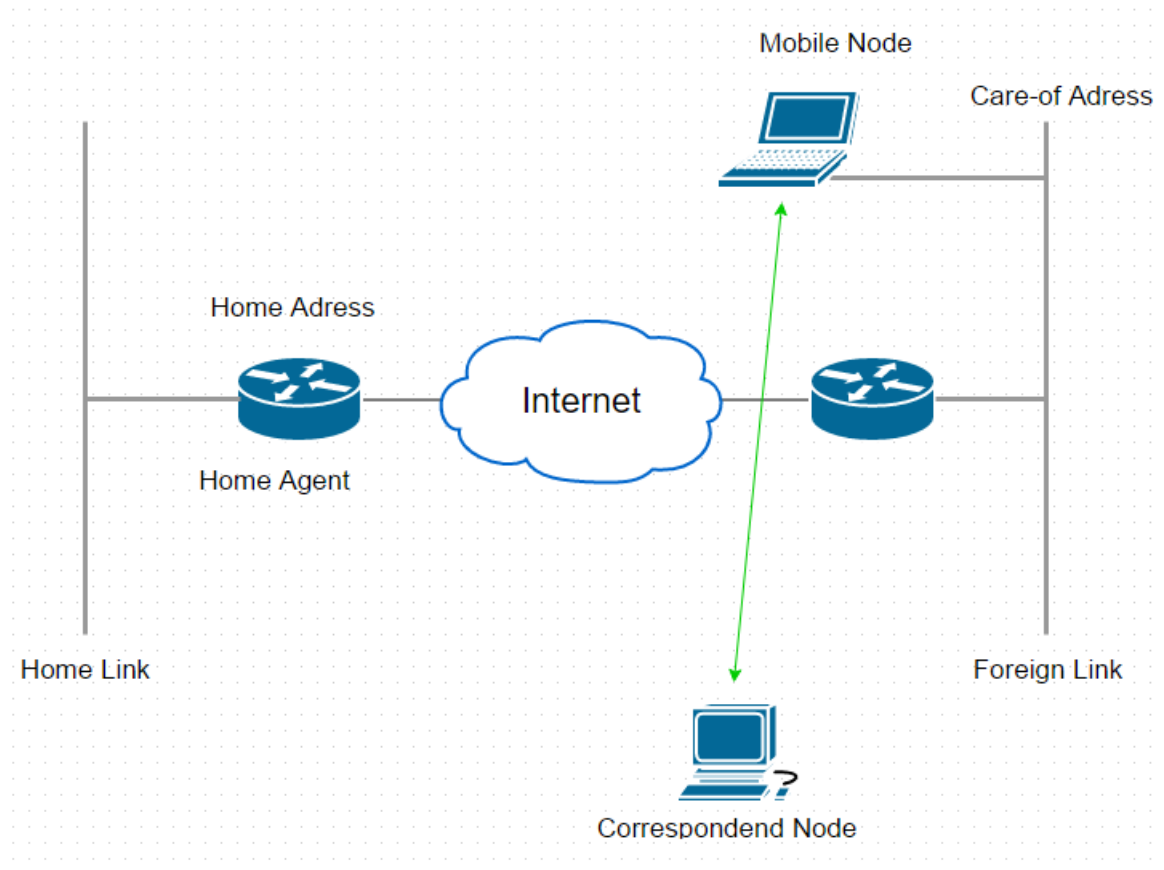 Mobile Node
Care-of Adress
Home Adress
Internet
Home Agent
Home Link
Foreign Link
Correspondend Node